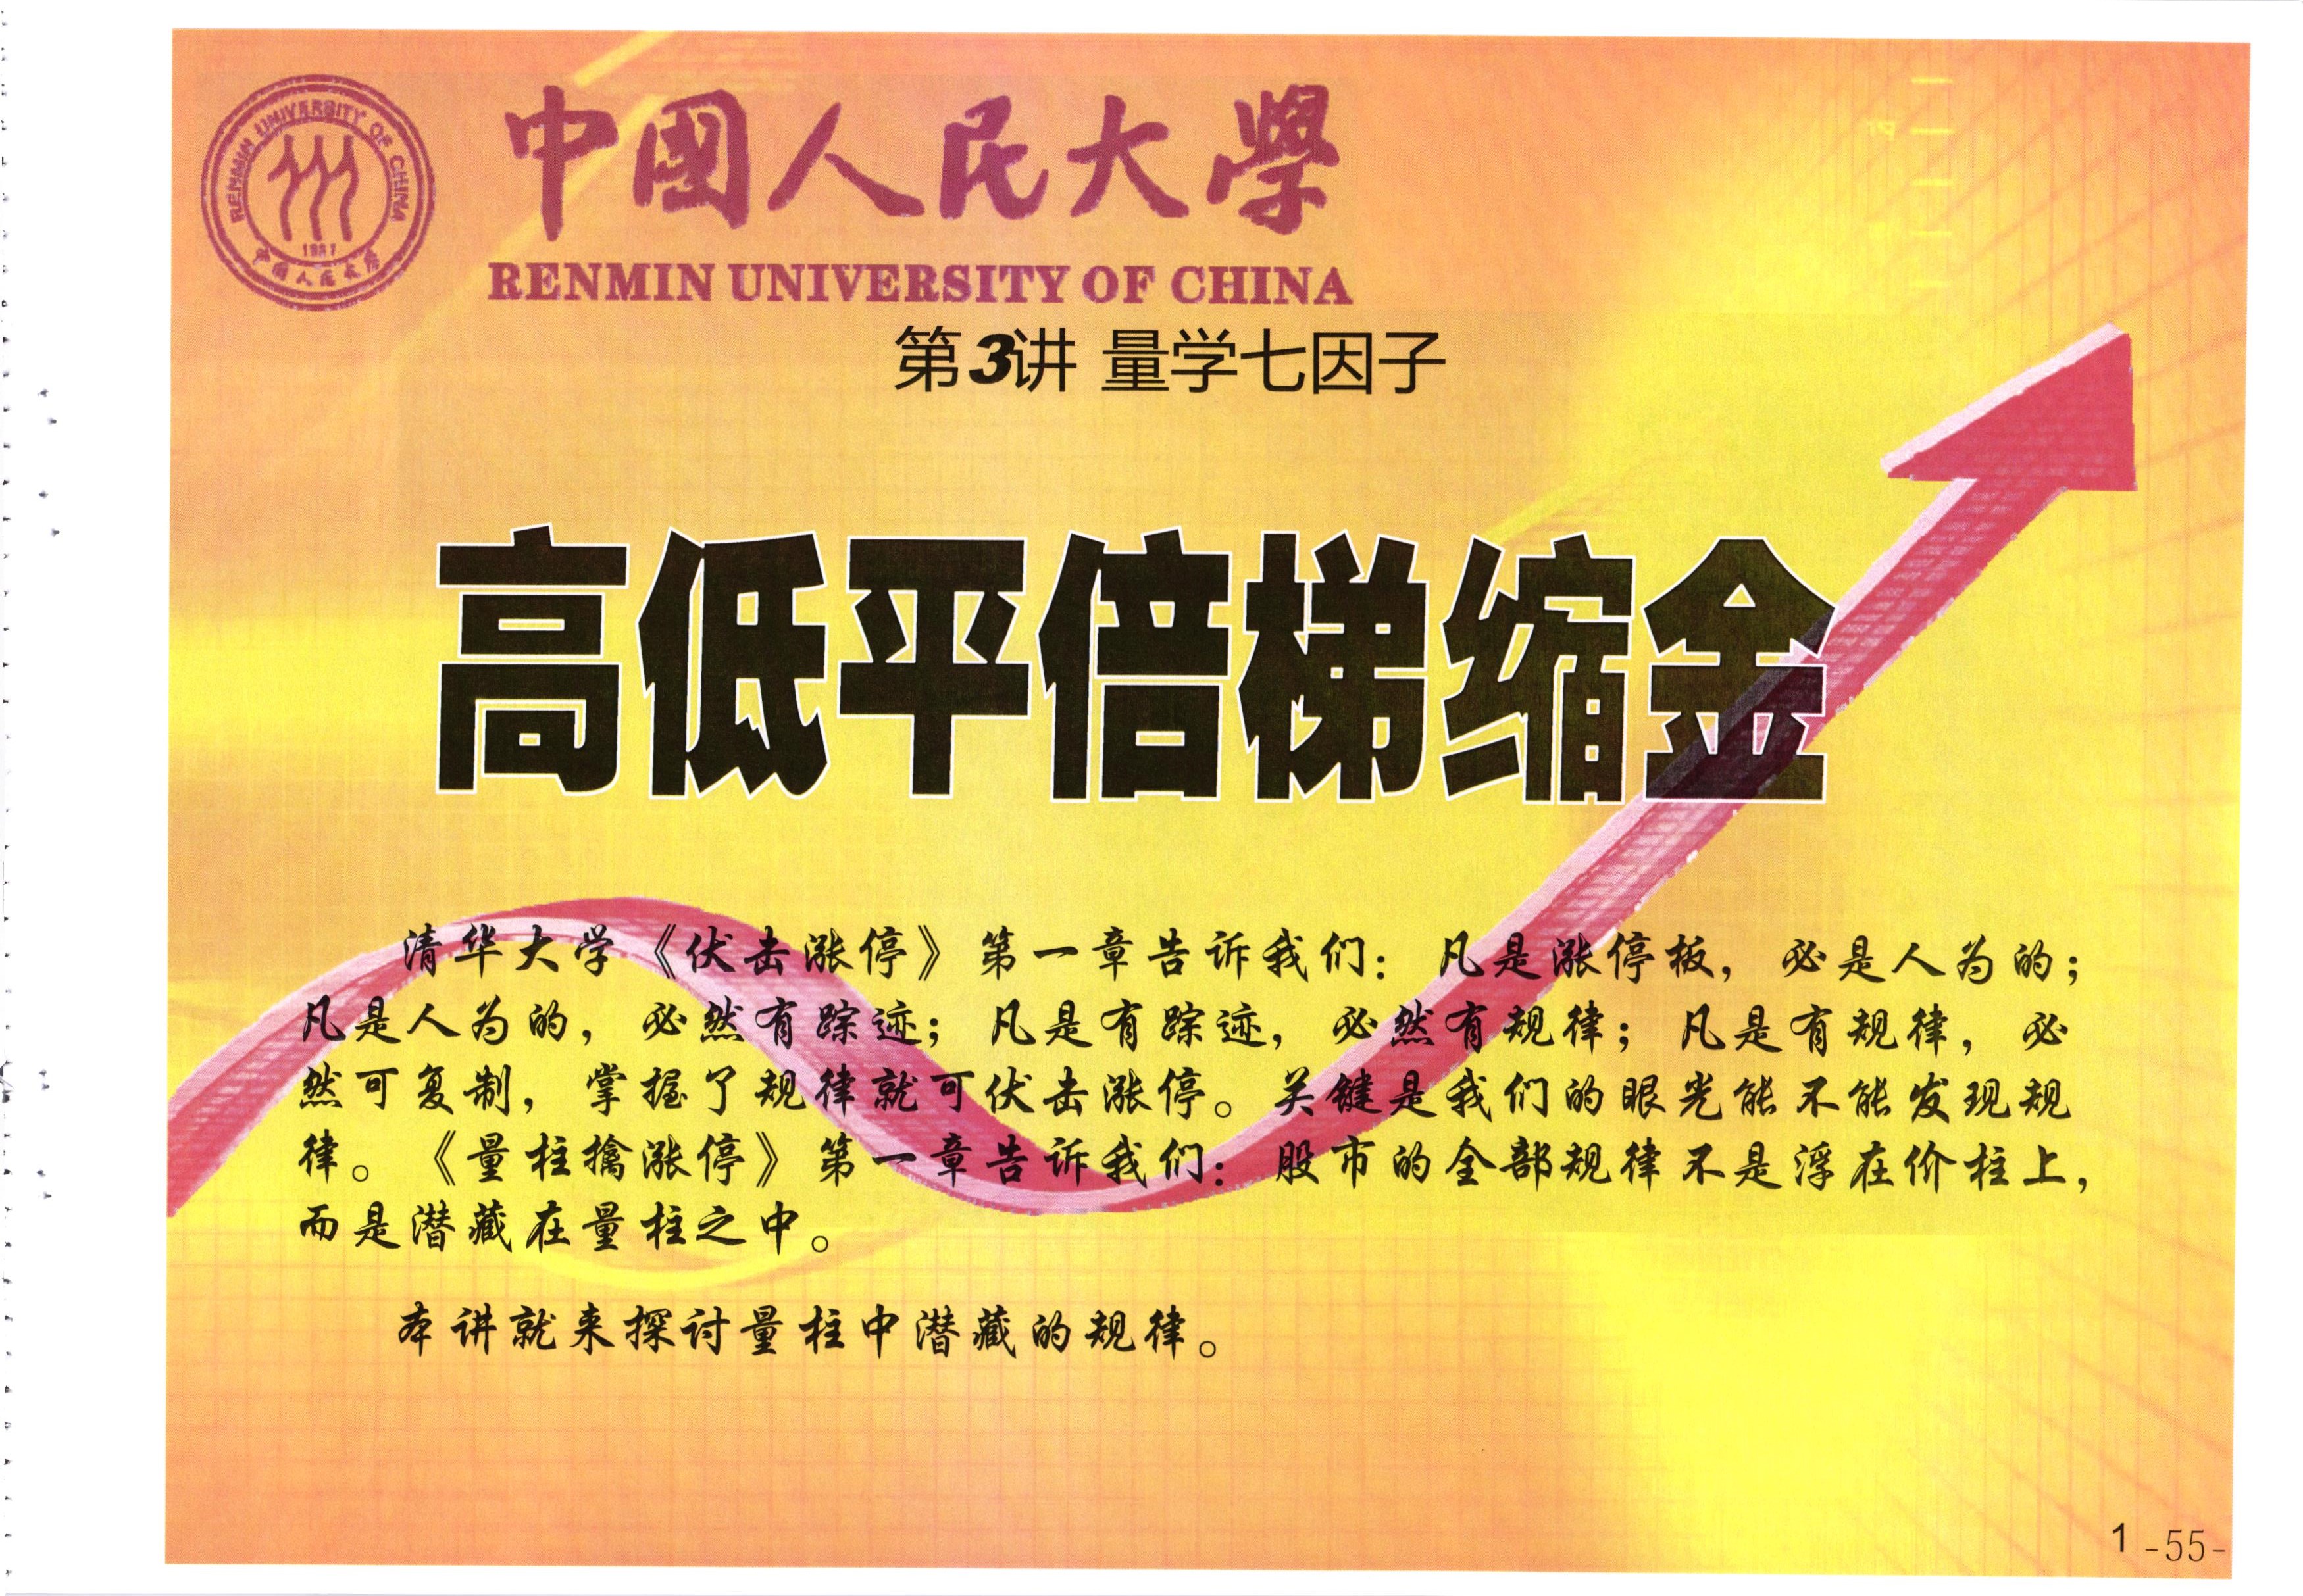 中國人民大學
RENMIN UNIVERSITY OF CHINA
RENMIN UNIVERSITY OF CHINA
1937
中国人民大学
第3讲 量学七因子
高低平倍梯缩金
清华大学《伏击涨停》第一章告诉我们：凡是涨停板，必是人为的；
凡是人为的，必然有踪迹；凡是有踪迹，必然有规律；凡是有规律，必
然可复制，掌握了规律就可伏击涨停。关键是我们的眼光能不能发现规
律。《量柱擒涨停》第一章告诉我们：股市的全部规律不是浮在价柱上，
而是潜藏在量柱之中。
本讲就来探讨量柱中潜藏的规律。
1 -55-